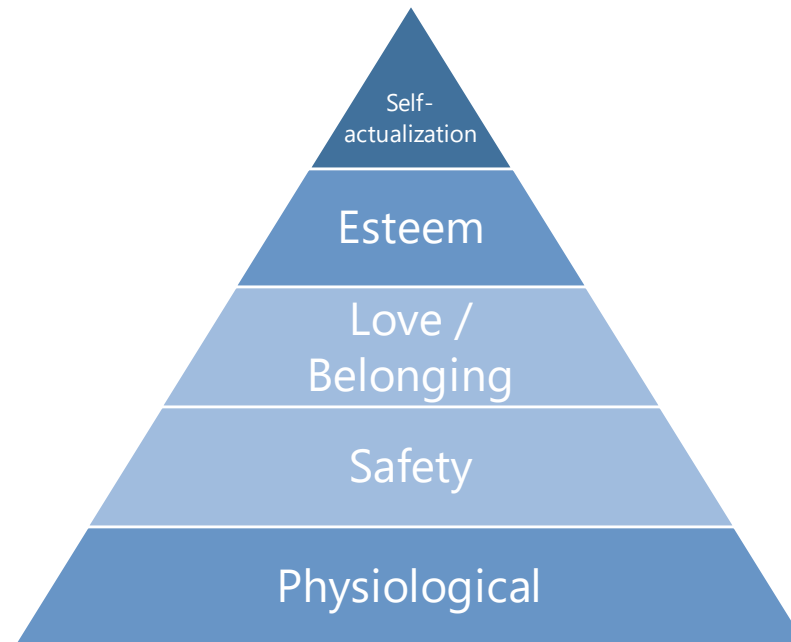 Self-
actualization
Esteem
Love /
Belonging
Safety
Physiological